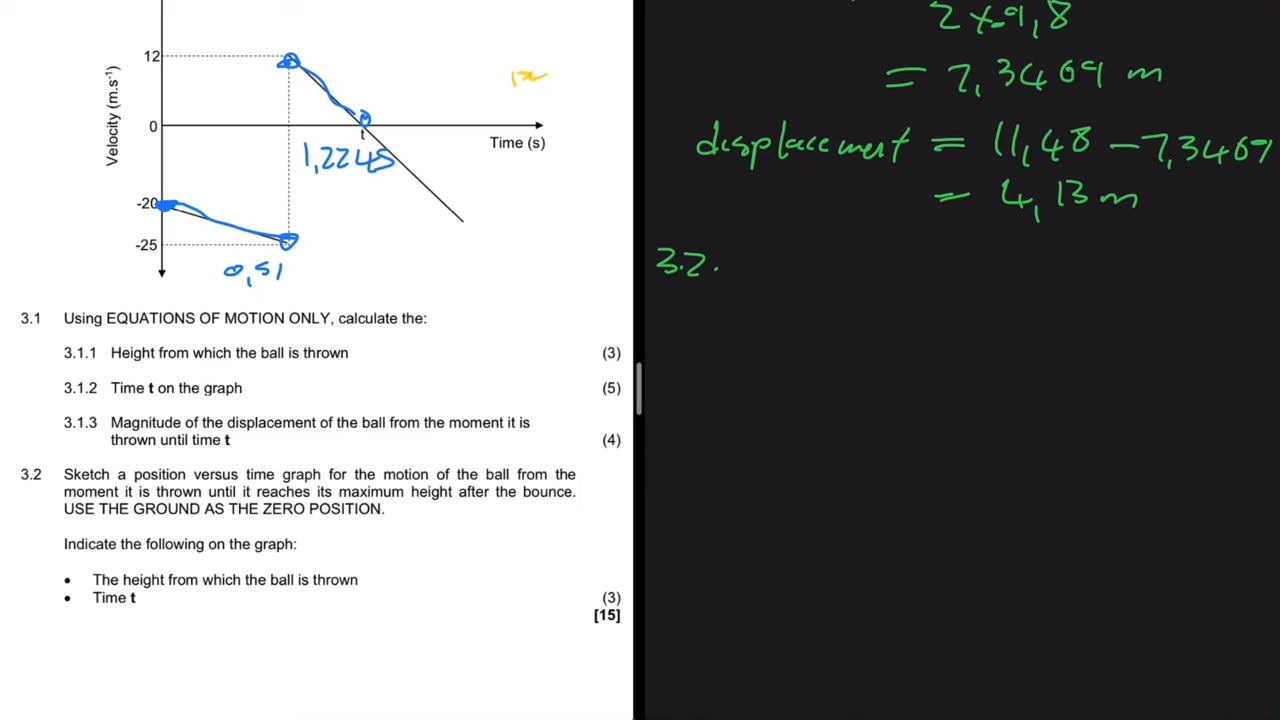 12
0
-20
-25
Velocity (m.s⁻¹)
t
Time (s)
1,2245
0,51
3.1 Using EQUATIONS OF MOTION ONLY, calculate the:
3.1.1 Height from which the ball is thrown (3)
3.1.2 Time t on the graph (5)
3.1.3 Magnitude of the displacement of the ball from the moment it is
thrown until time t (4)
3.2 Sketch a position versus time graph for the motion of the ball from the
moment it is thrown until it reaches its maximum height after the bounce.
USE THE GROUND AS THE ZERO POSITION.
Indicate the following on the graph:
• The height from which the ball is thrown
• Time t (3)
[15]
2 x -9,8
= 7,3469 m
displacement = 11,48 - 7,3469
= 4,13 m
3.2.